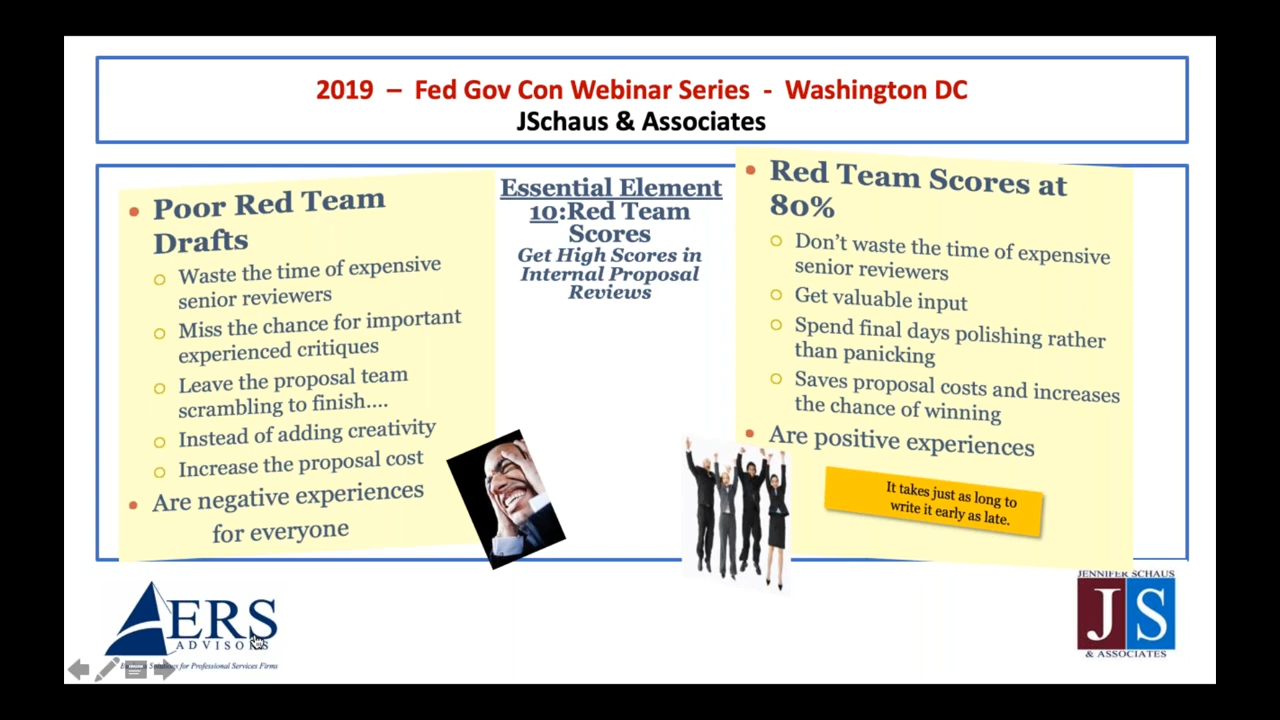 2019 – Fed Gov Con Webinar Series - Washington DC
JSchaus & Associates
• Poor Red Team
Drafts
o Waste the time of expensive
senior reviewers
o Miss the chance for important
experienced critiques
o Leave the proposal team
scrambling to finish....
o Instead of adding creativity
o Increase the proposal cost
• Are negative experiences
for everyone
Essential Element
10:Red Team
Scores
Get High Scores in
Internal Proposal
Reviews
• Red Team Scores at
80%
o Don't waste the time of expensive
senior reviewers
o Get valuable input
o Spend final days polishing rather
than panicking
o Saves proposal costs and increases
the chance of winning
• Are positive experiences
It takes just as long to
write it early as late.
AERS
ADVISORS
Solutions for Professional Services Firms
JENNIFER SCHAUS
JS
& ASSOCIATES